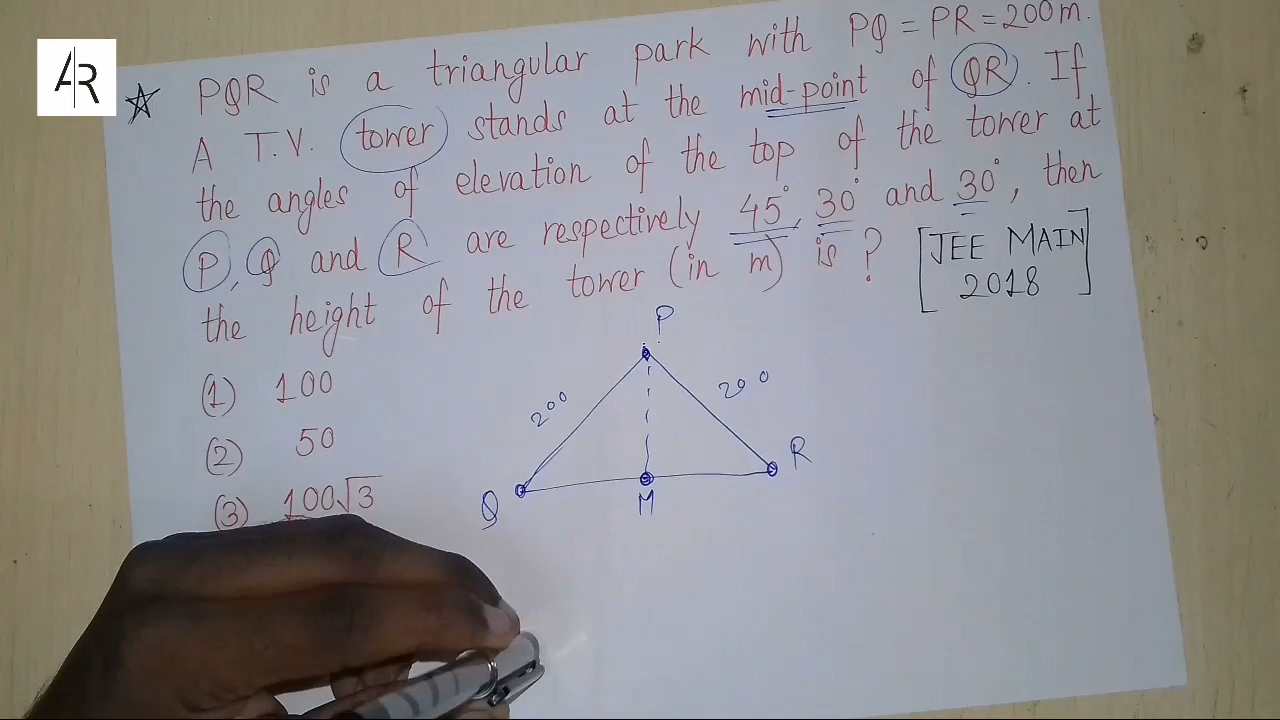 AR
PQR is a triangular park with PQ = PR = 200 m.
A T.V. tower stands at the mid-point of QR. If
the angles of elevation of the top of the tower at
P, Q and R are respectively 45°, 30° and 30°, then
the height of the tower (in m) is ? [JEE MAIN
2018]
(1) 100
(2) 50
(3) 100√3
P
200
200
Q
M
R